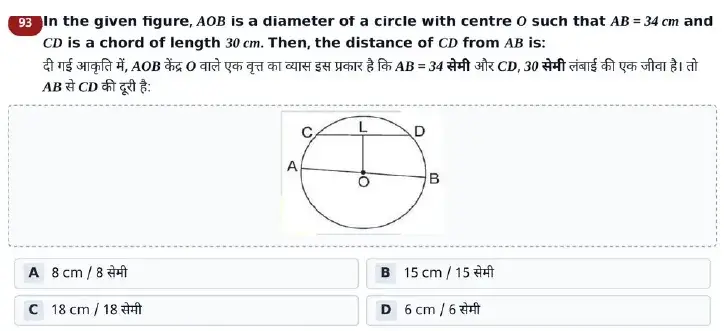 93 In the given figure, AOB is a diameter of a circle with centre O such that AB = 34 cm and
CD is a chord of length 30 cm. Then, the distance of CD from AB is:
दी गई आकृति में, AOB केंद्र O वाले एक वृत्त का व्यास इस प्रकार है कि AB = 34 सेमी और CD, 30 सेमी लंबाई की एक जीवा है। तो
AB से CD की दूरी है:
C L D
A O B
A 8 cm / 8 सेमी
B 15 cm / 15 सेमी
C 18 cm / 18 सेमी
D 6 cm / 6 सेमी